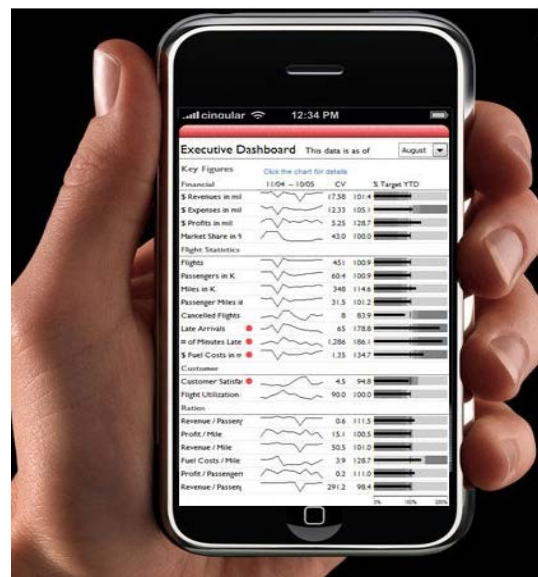 cingular 12:34 PM
Executive Dashboard This data is as of August
Key Figures Click the chart for details
Financial 11/04 – 10/05 CV % Target YTD
$ Revenues in mil 17.58 101.4
$ Expenses in mil 12.33 105.1
$ Profits in mil 5.25 128.7
Market Share in % 43.0 100.0
Flight Statistics
Flights 451 100.9
Passengers in K 60.4 100.9
Miles in K 348 114.6
Passenger Miles i 31.5 101.2
Cancelled Flights 8 83.9
Late Arrivals 65 178.8
# of Minutes Late 1,286 186.1
$ Fuel Costs in m 1.35 134.7
Customer
Customer Satisfa 4.5 94.8
Flight Utilization 90.0 100.0
Ratios
Revenue / Passen 0.6 111.5
Profit / Mile 15.1 100.5
Revenue / Mile 50.5 101.0
Fuel Costs / Mile 3.9 128.7
Profit / Passenger 0.2 111.0
Revenue / Passen 291.2 98.4
0% 100% 200%